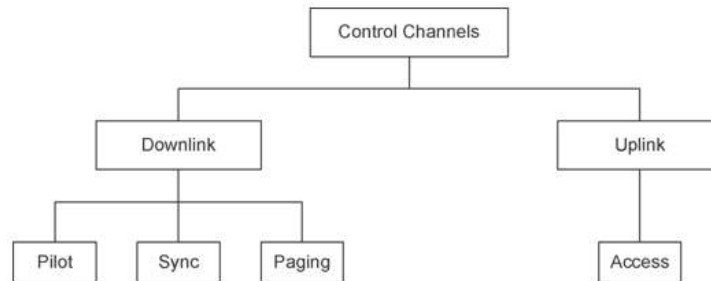 Control Channels
Downlink
Uplink
Pilot
Sync
Paging
Access